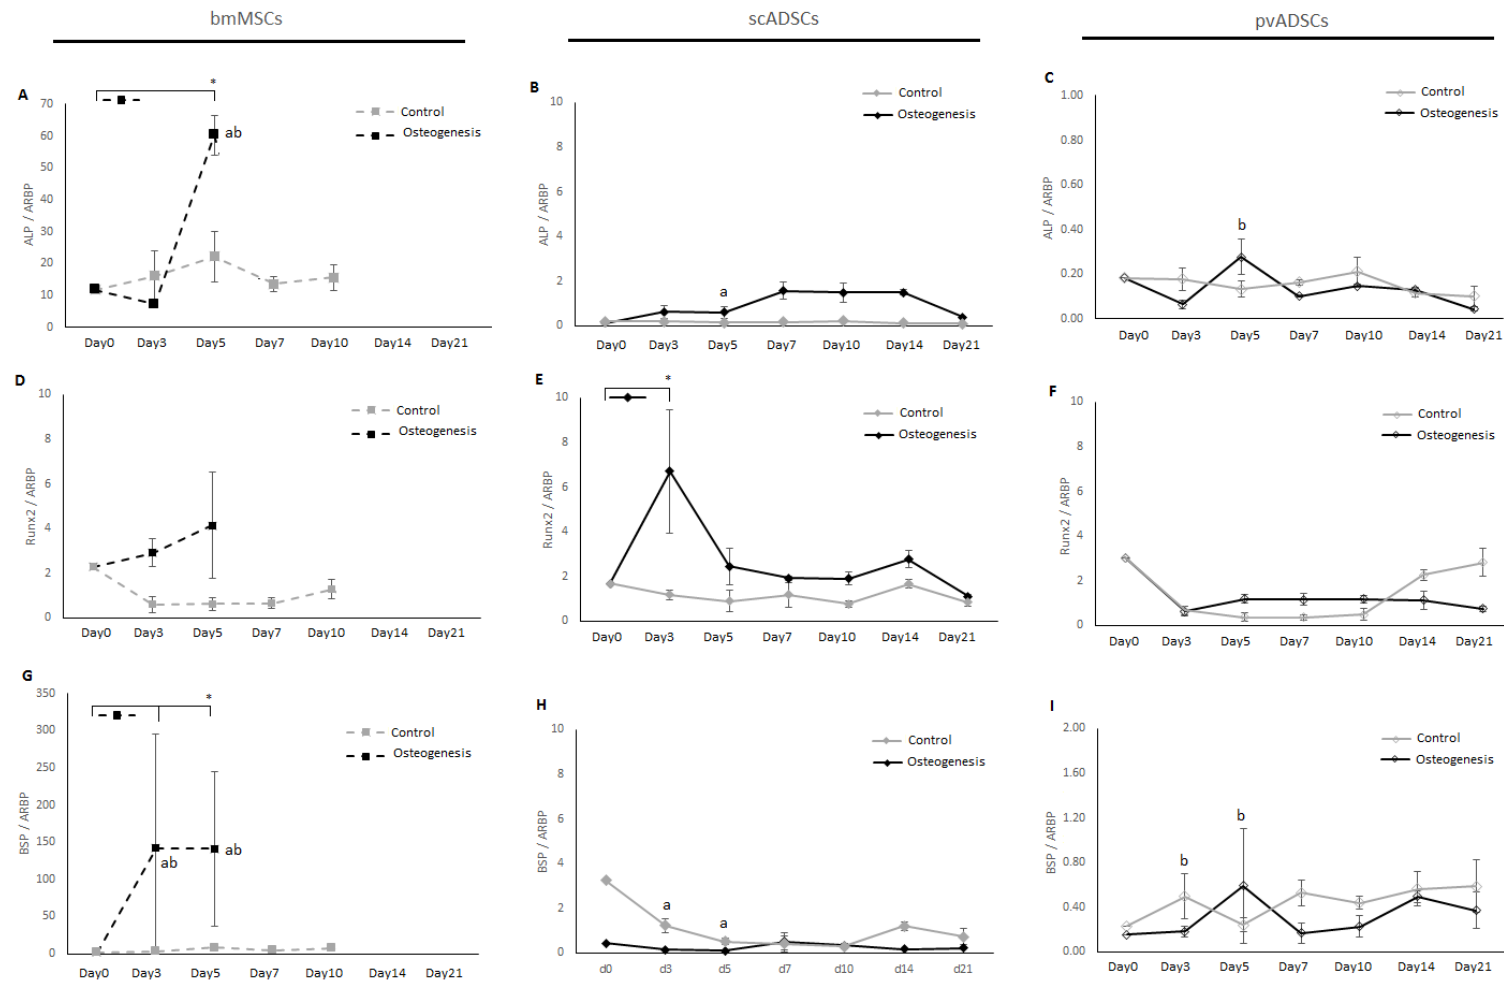 bmMSCs
scADSCs
pvADSCs
A
*
70
60
50
40
30
20
10
0
ALP / ARBP
ab
Control
Osteogenesis
Day0 Day3 Day5 Day7 Day10 Day14 Day21
B
10
8
6
4
2
0
ALP / ARBP
a
Control
Osteogenesis
Day0 Day3 Day5 Day7 Day10 Day14 Day21
C
1.00
0.80
0.60
0.40
0.20
0.00
ALP / ARBP
b
Control
Osteogenesis
Day0 Day3 Day5 Day7 Day10 Day14 Day21
D
10
8
6
4
2
0
Runx2 / ARBP
Control
Osteogenesis
Day0 Day3 Day5 Day7 Day10 Day14 Day21
E
*
10
8
6
4
2
0
Runx2 / ARBP
Control
Osteogenesis
Day0 Day3 Day5 Day7 Day10 Day14 Day21
F
10
8
6
4
2
0
Runx2 / ARBP
Control
Osteogenesis
Day0 Day3 Day5 Day7 Day10 Day14 Day21
G
*
350
300
250
200
150
100
50
0
BSP / ARBP
ab
ab
Control
Osteogenesis
Day0 Day3 Day5 Day7 Day10 Day14 Day21
H
10
8
6
4
2
0
BSP / ARBP
a
a
Control
Osteogenesis
d0 d3 d5 d7 d10 d14 d21
I
2.00
1.60
1.20
0.80
0.40
0.00
BSP / ARBP
b
b
Control
Osteogenesis
Day0 Day3 Day5 Day7 Day10 Day14 Day21